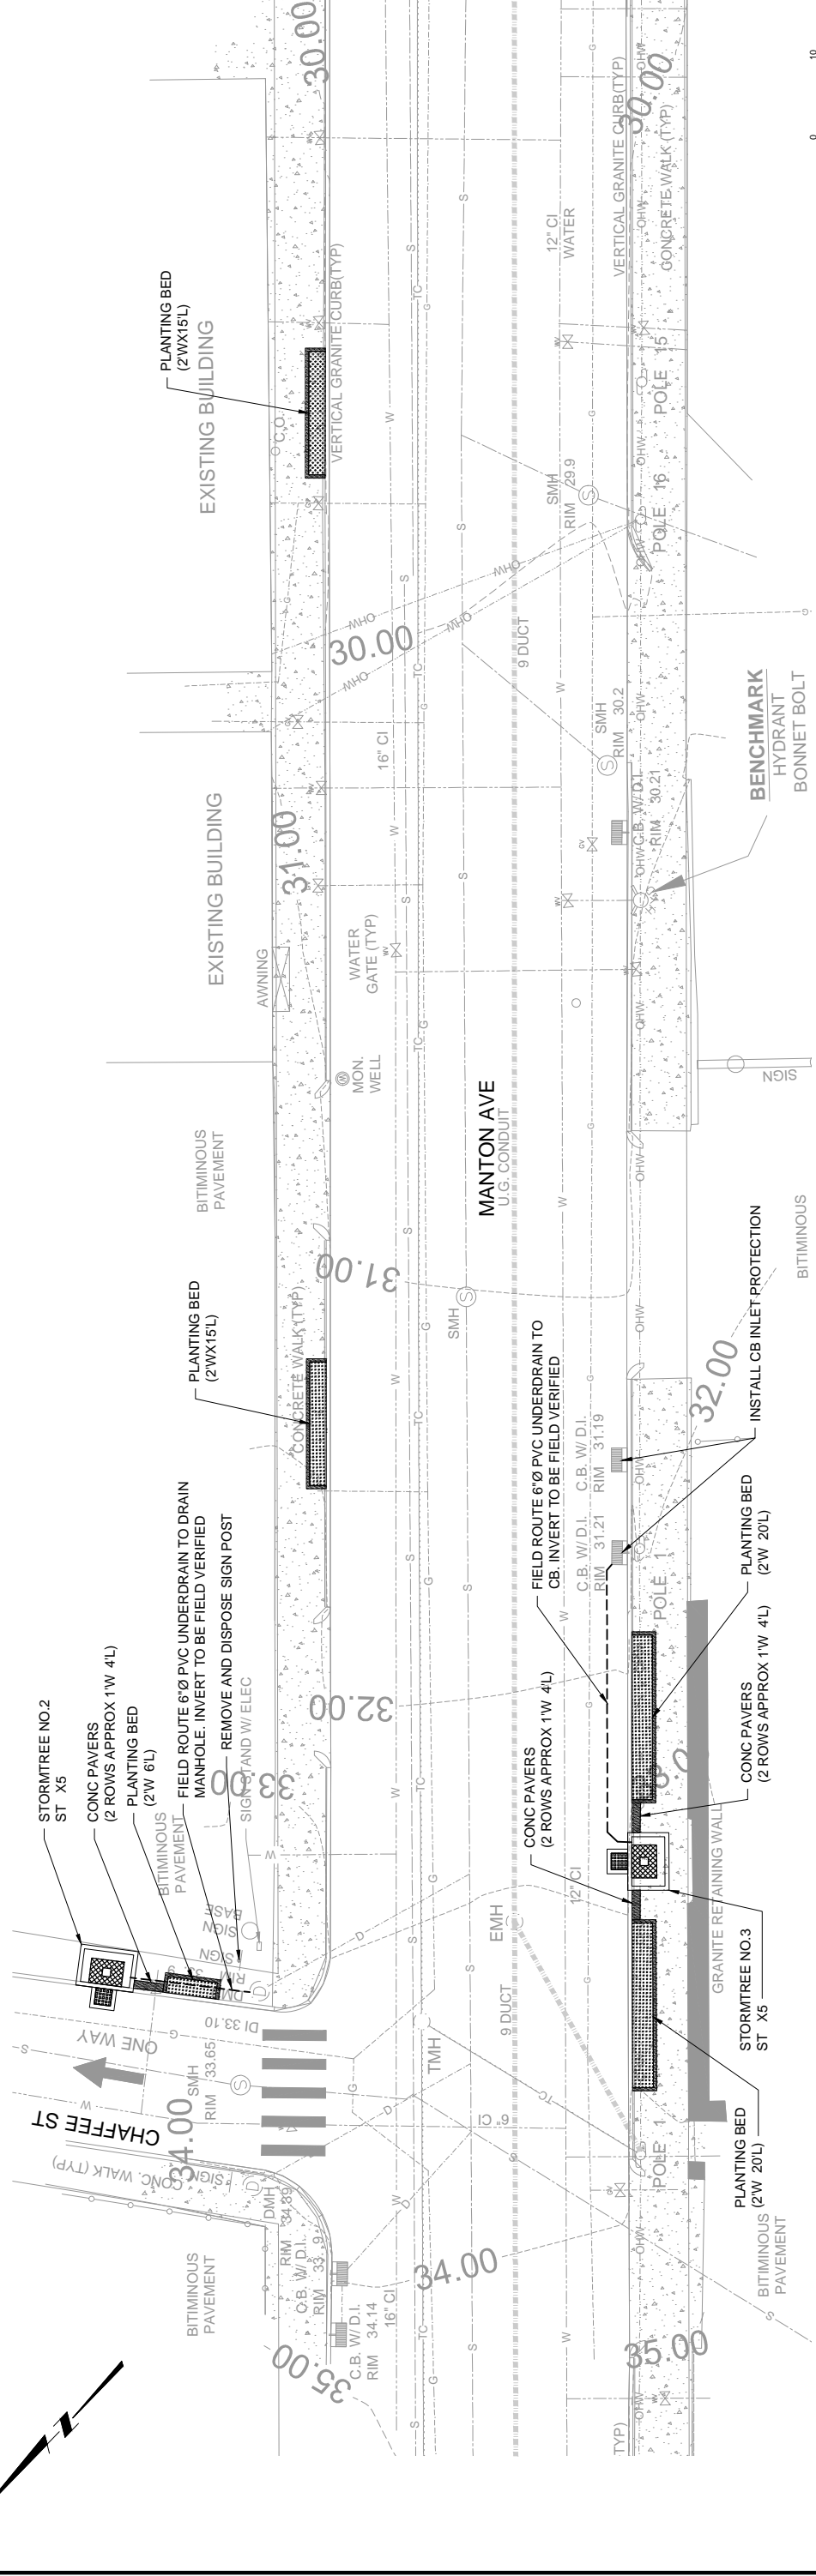 30.00
30.00
10
0
VERTICAL GRANITE CURB(TYP)
CONCRETE WALK (TYP)
12" CI
WATER
PLANTING BED
(2'WX15'L)
EXISTING BUILDING
C.O.
VERTICAL GRANITE CURB(TYP)
POLE 15
POLE 16
SMH
RIM 29.9
30.00
9 DUCT
SMH
RIM 30.2
16" CI
C.B. W/ D.I.
RIM 30.21
BENCHMARK
HYDRANT
BONNET BOLT
31.00
EXISTING BUILDING
AWNING
WATER
GATE (TYP)
MON.
WELL
SIGN
MANTON AVE
U.G. CONDUIT
BITIMINOUS
PAVEMENT
BITIMINOUS
31.00
SMH
PLANTING BED
(2'WX15'L)
CONCRETE WALK (TYP)
32.00
INSTALL CB INLET PROTECTION
FIELD ROUTE 6"Ø PVC UNDERDRAIN TO
CB. INVERT TO BE FIELD VERIFIED
C.B. W/ D.I.
RIM 31.19
C.B. W/ D.I.
RIM 31.21
POLE 1
PLANTING BED
(2'W 20'L)
CONC PAVERS
(2 ROWS APPROX 1'W 4'L)
CONC PAVERS
(2 ROWS APPROX 1'W 4'L)
FIELD ROUTE 6"Ø PVC UNDERDRAIN TO DRAIN
MANHOLE. INVERT TO BE FIELD VERIFIED
REMOVE AND DISPOSE SIGN POST
SIGN STAND W/ ELEC
32.00
33.00
STORMTREE NO.2
ST X5
CONC PAVERS
(2 ROWS APPROX 1'W 4'L)
PLANTING BED
(2'W 6'L)
BITIMINOUS
PAVEMENT
SIGN
BASE
SIGN
GRANITE RETAINING WALL
12" CI
EMH
9 DUCT
TMH
STORMTREE NO.3
ST X5
DI 33.10
ONE WAY
SMH
RIM 33.65
CHAFFEE ST
34.00
SIGN
CONC. WALK (TYP)
6" CI
POLE 1
PLANTING BED
(2'W 20'L)
BITIMINOUS
PAVEMENT
DMH
RIM 34.39
BITIMINOUS
PAVEMENT
C.B. W/ D.I.
C.B. W/ D.I.
RIM 34.14
16" CI
34.00
35.00
35.00
TYP)